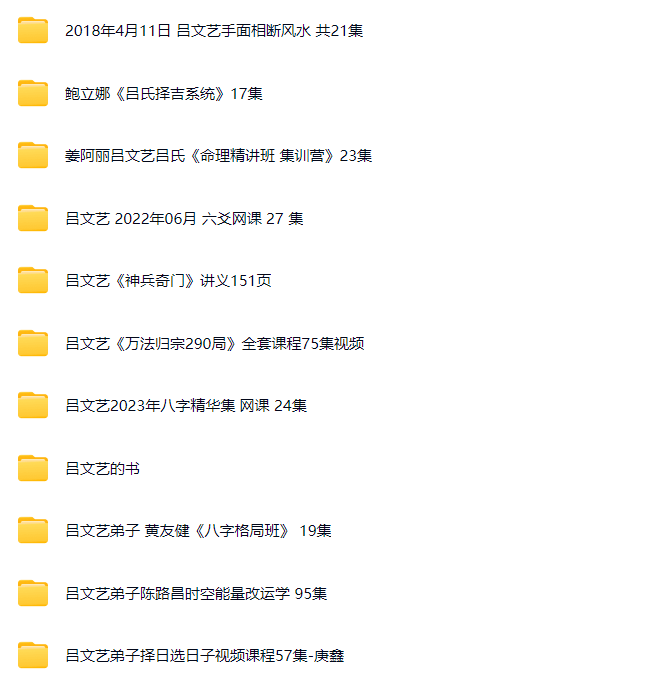 2018年4月11日 吕文艺手面相断风水 共21集
鲍立娜《吕氏择吉系统》17集
姜阿丽吕文艺吕氏《命理精讲班 集训营》23集
吕文艺 2022年06月 六爻网课 27 集
吕文艺《神兵奇门》讲义151页
吕文艺《万法归宗290局》全套课程75集视频
吕文艺2023年八字精华集 网课 24集
吕文艺的书
吕文艺弟子 黄友健《八字格局班》 19集
吕文艺弟子陈路昌时空能量改运学 95集
吕文艺弟子择日选日子视频课程57集-庚鑫